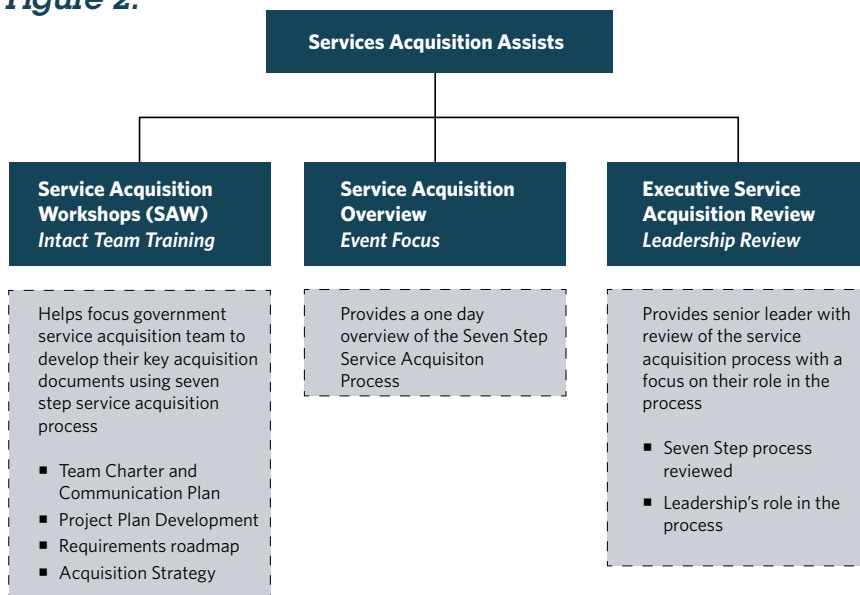 Figure 2.
Services Acquisition Assists
Service Acquisition
Workshops (SAW)
Intact Team Training
Helps focus government
service acquisition team to
develop their key acquisition
documents using seven
step service acquisition
process
■ Team Charter and
Communication Plan
■ Project Plan Development
■ Requirements roadmap
■ Acquisition Strategy
Service Acquisition
Overview
Event Focus
Provides a one day
overview of the Seven Step
Service Acquisiton
Process
Executive Service
Acquisition Review
Leadership Review
Provides senior leader with
review of the service
acquisition process with a
focus on their role in the
process
■ Seven Step process
reviewed
■ Leadership's role in the
process